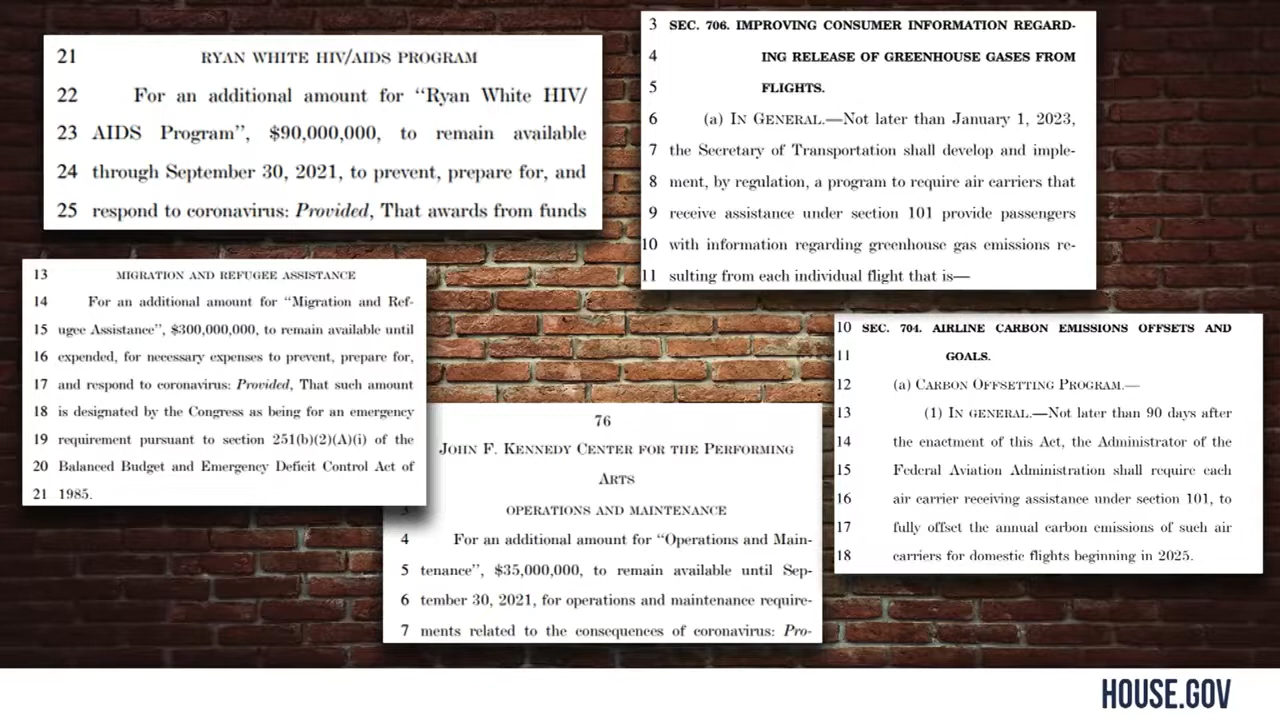 21 RYAN WHITE HIV/AIDS PROGRAM
22 For an additional amount for “Ryan White HIV/
23 AIDS Program”, $90,000,000, to remain available
24 through September 30, 2021, to prevent, prepare for, and
25 respond to coronavirus: Provided, That awards from funds
3 SEC. 706. IMPROVING CONSUMER INFORMATION REGARD-
4 ING RELEASE OF GREENHOUSE GASES FROM
5 FLIGHTS.
6 (a) IN GENERAL.—Not later than January 1, 2023,
7 the Secretary of Transportation shall develop and imple-
8 ment, by regulation, a program to require air carriers that
9 receive assistance under section 101 provide passengers
10 with information regarding greenhouse gas emissions re-
11 sulting from each individual flight that is—
13 MIGRATION AND REFUGEE ASSISTANCE
14 For an additional amount for “Migration and Ref-
15 ugee Assistance”, $300,000,000, to remain available until
16 expended, for necessary expenses to prevent, prepare for,
17 and respond to coronavirus: Provided, That such amount
18 is designated by the Congress as being for an emergency
19 requirement pursuant to section 251(b)(2)(A)(i) of the
20 Balanced Budget and Emergency Deficit Control Act of
21 1985.
10 SEC. 704. AIRLINE CARBON EMISSIONS OFFSETS AND
11 GOALS.
12 (a) CARBON OFFSETTING PROGRAM.—
13 (1) IN GENERAL.—Not later than 90 days after
14 the enactment of this Act, the Administrator of the
15 Federal Aviation Administration shall require each
16 air carrier receiving assistance under section 101, to
17 fully offset the annual carbon emissions of such air
18 carriers for domestic flights beginning in 2025.
76
JOHN F. KENNEDY CENTER FOR THE PERFORMING
ARTS
OPERATIONS AND MAINTENANCE
4 For an additional amount for “Operations and Main-
5 tenance”, $35,000,000, to remain available until Sep-
6 tember 30, 2021, for operations and maintenance require-
7 ments related to the consequences of coronavirus: Pro-
HOUSE.GOV